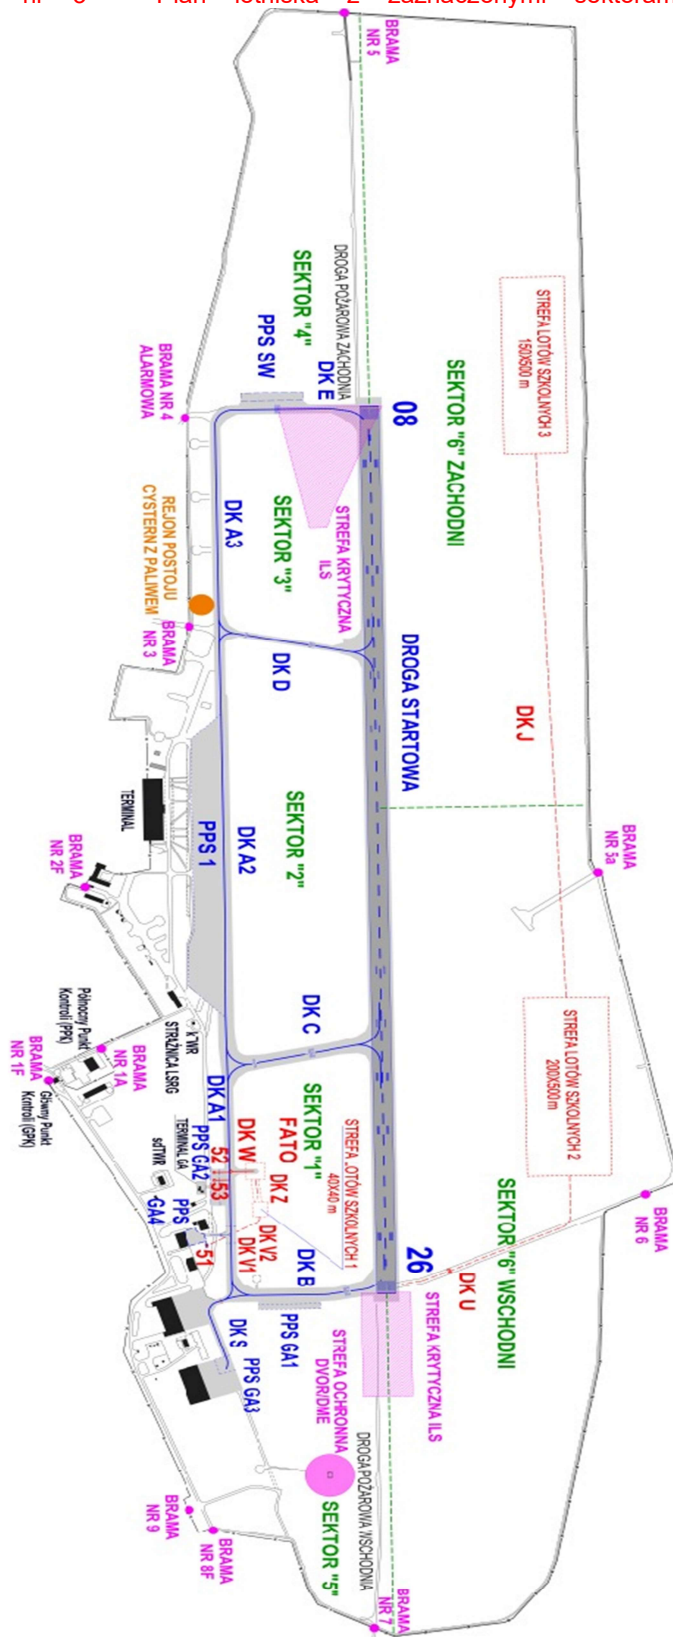 nr 3 Plan lotniska z zaznaczonymi sektoram
BRAMA
NR 5
DROGA POŻAROWA ZACHODNIA
SEKTOR "4"
PPS SW
DK E
BRAMA NR 4
ALARMOWA
08
SEKTOR "6" ZACHODNI
STREFA LOTÓW SZKOLNYCH 3
150X500 m
DK A3
SEKTOR "3"
STREFA KRYTYCZNA
ILS
REJON POSTOJU
CYSTERN Z PALIWEM
BRAMA
NR 3
DK D
DROGA STARTOWA
DK J
TERMINAL
PPS 1
DK A2
SEKTOR "2"
BRAMA
NR 2F
BRAMA
NR 5a
DK C
STREFA LOTÓW SZKOLNYCH 2
200X500m
STRAŻNICA LSRG
Północny Punkt
Kontroli (PPK)
BRAMA
NR 1A
BRAMA
NR 1F
Główny Punkt
Kontroli (GPK)
DK A1
SEKTOR "1"
FATO
STREFA LOTÓW SZKOLNYCH 1
40X40 m
DK W
DK Z
52
53
PPS GA2
TERMINAL GA
sdTWR
PPS
GA4
51
DK V2
DK V1
DK B
26
DK U
SEKTOR "6" WSCHODNI
BRAMA
NR 6
DK S
PPS GA1
PPS GA3
STREFA KRYTYCZNA ILS
STREFA OCHRONNA
DVOR/DME
DROGA POŻAROWA WSCHODNIA
SEKTOR "5"
BRAMA
NR 9
BRAMA
NR 8F
BRAMA
NR 7